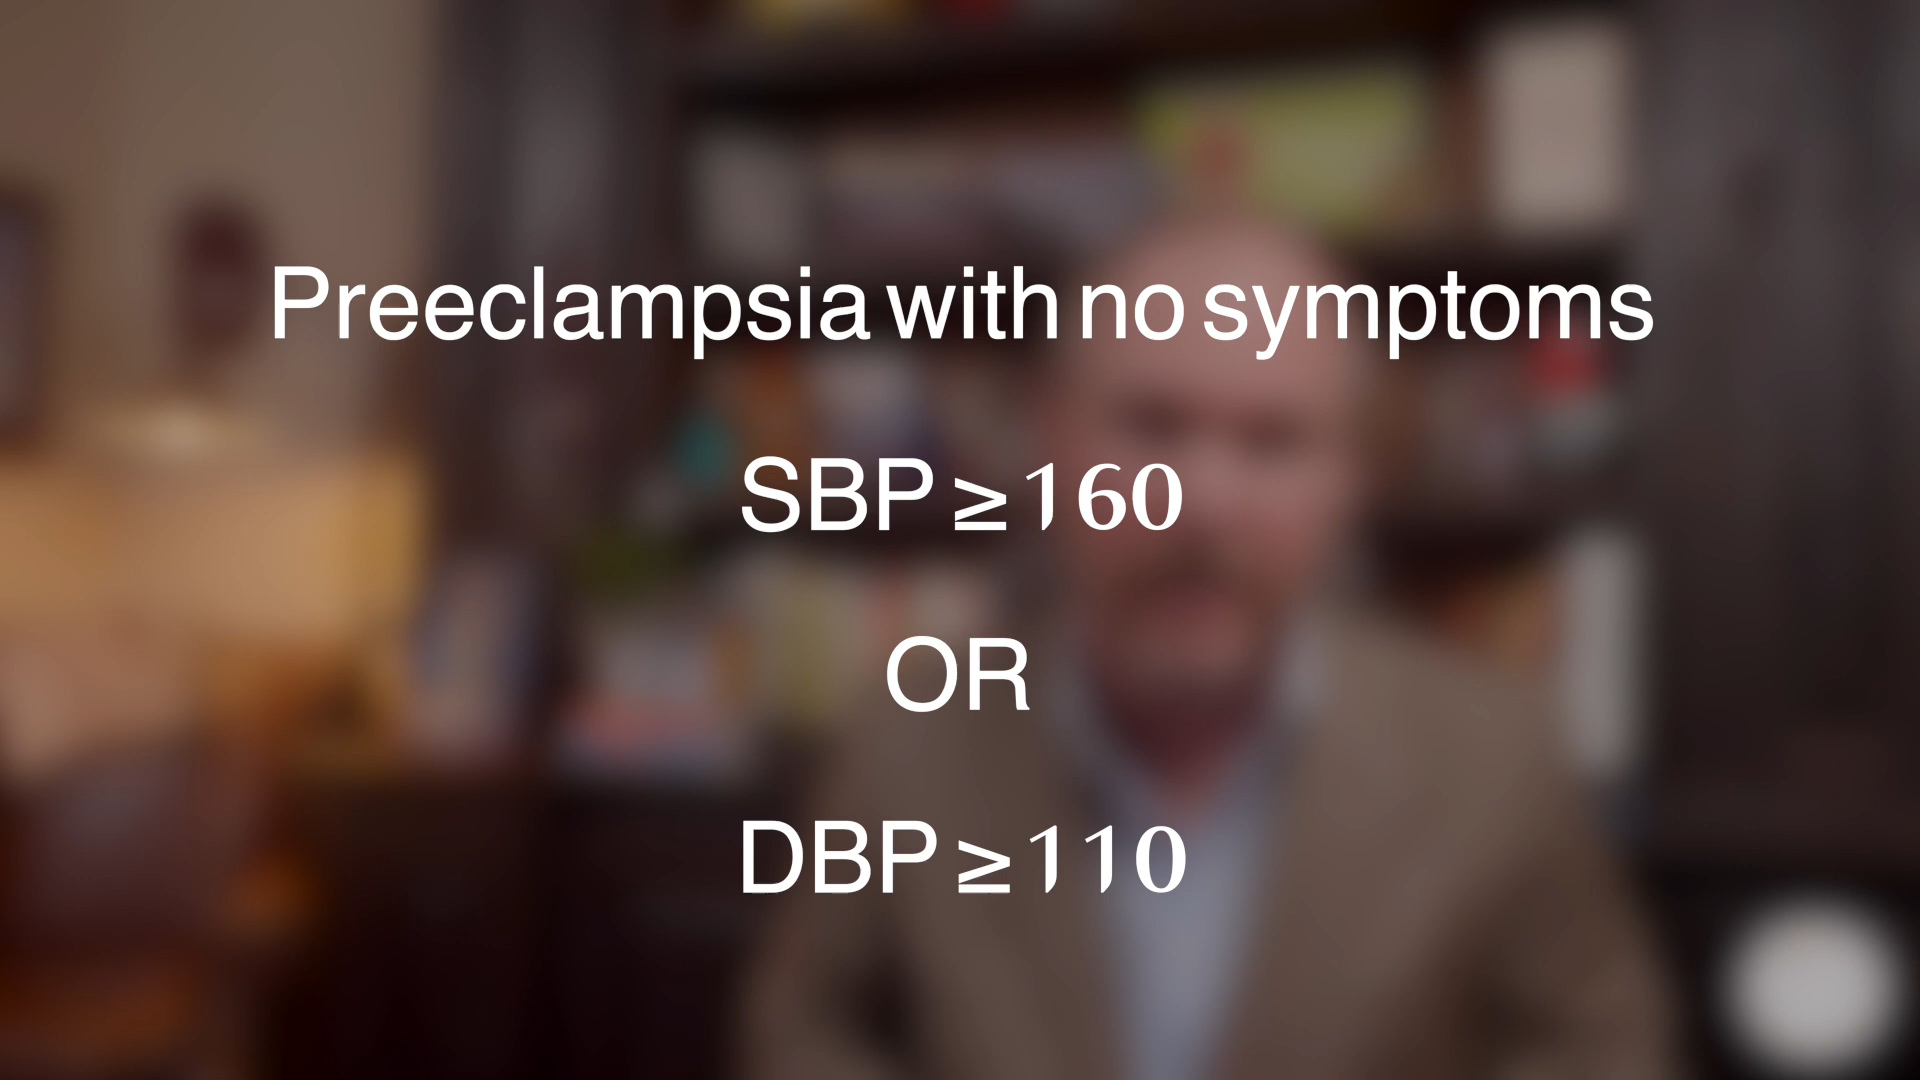 Preeclampsia with no symptoms
SBP ≥ 160
OR
DBP ≥ 110